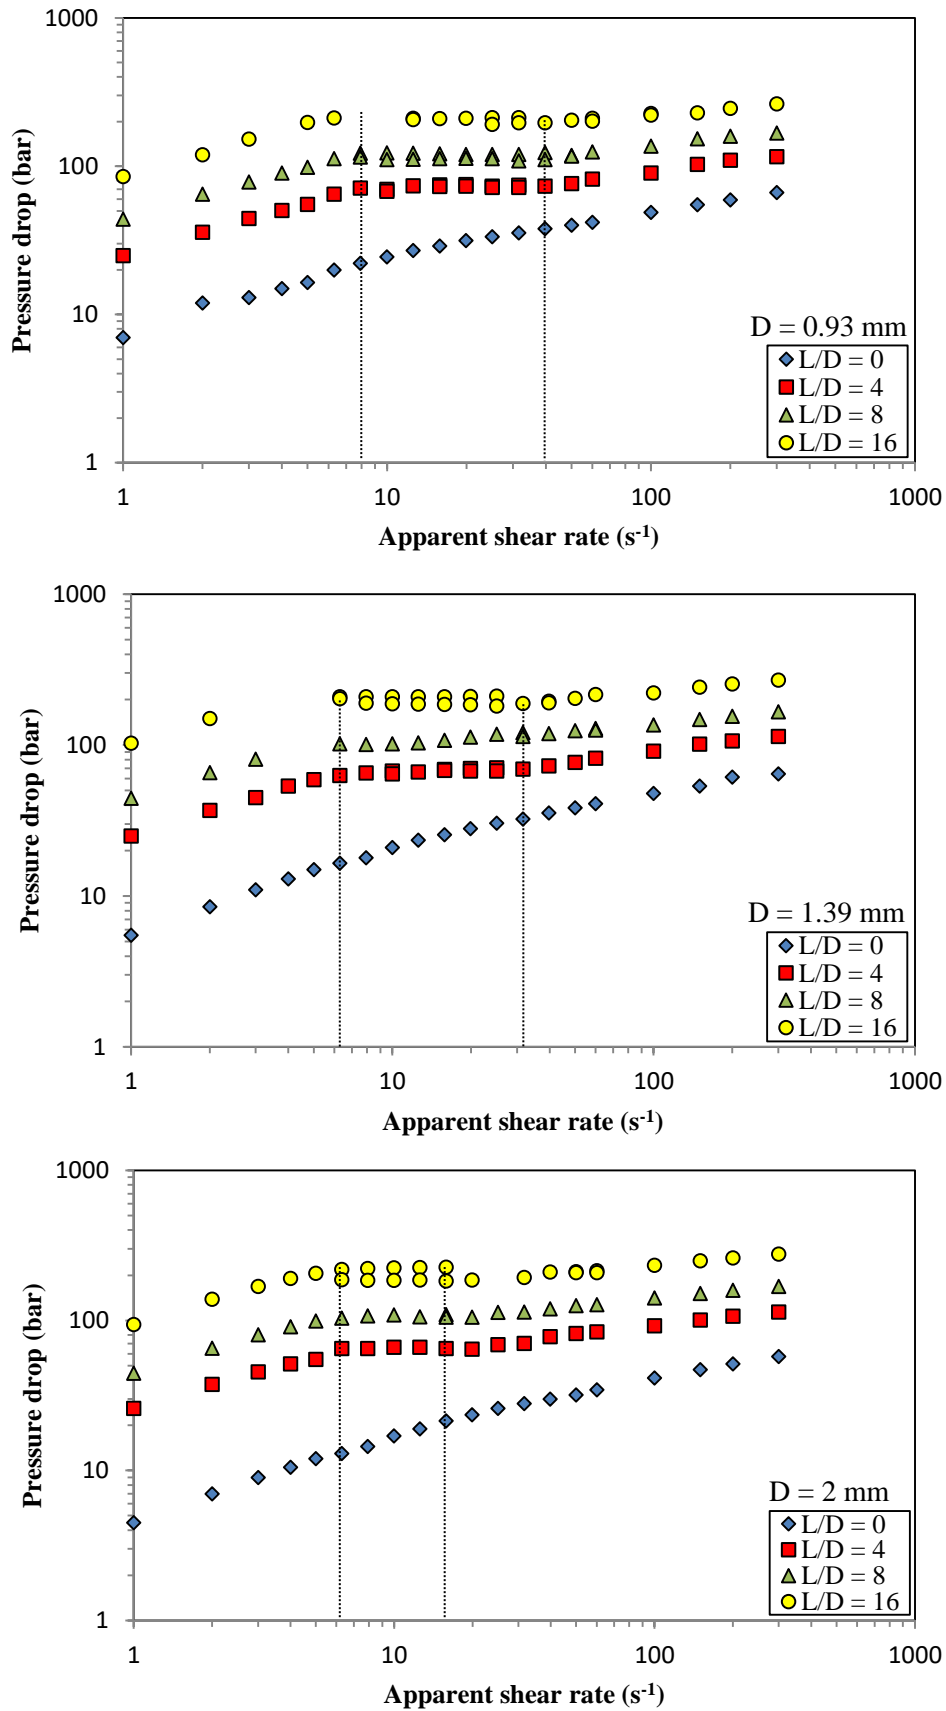 1000
100
10
1
Pressure drop (bar)
D = 0.93 mm
L/D = 0
L/D = 4
L/D = 8
L/D = 16
1 10 100 1000
Apparent shear rate (s-1)
1000
100
10
1
Pressure drop (bar)
D = 1.39 mm
L/D = 0
L/D = 4
L/D = 8
L/D = 16
1 10 100 1000
Apparent shear rate (s-1)
1000
100
10
1
Pressure drop (bar)
D = 2 mm
L/D = 0
L/D = 4
L/D = 8
L/D = 16
1 10 100 1000
Apparent shear rate (s-1)